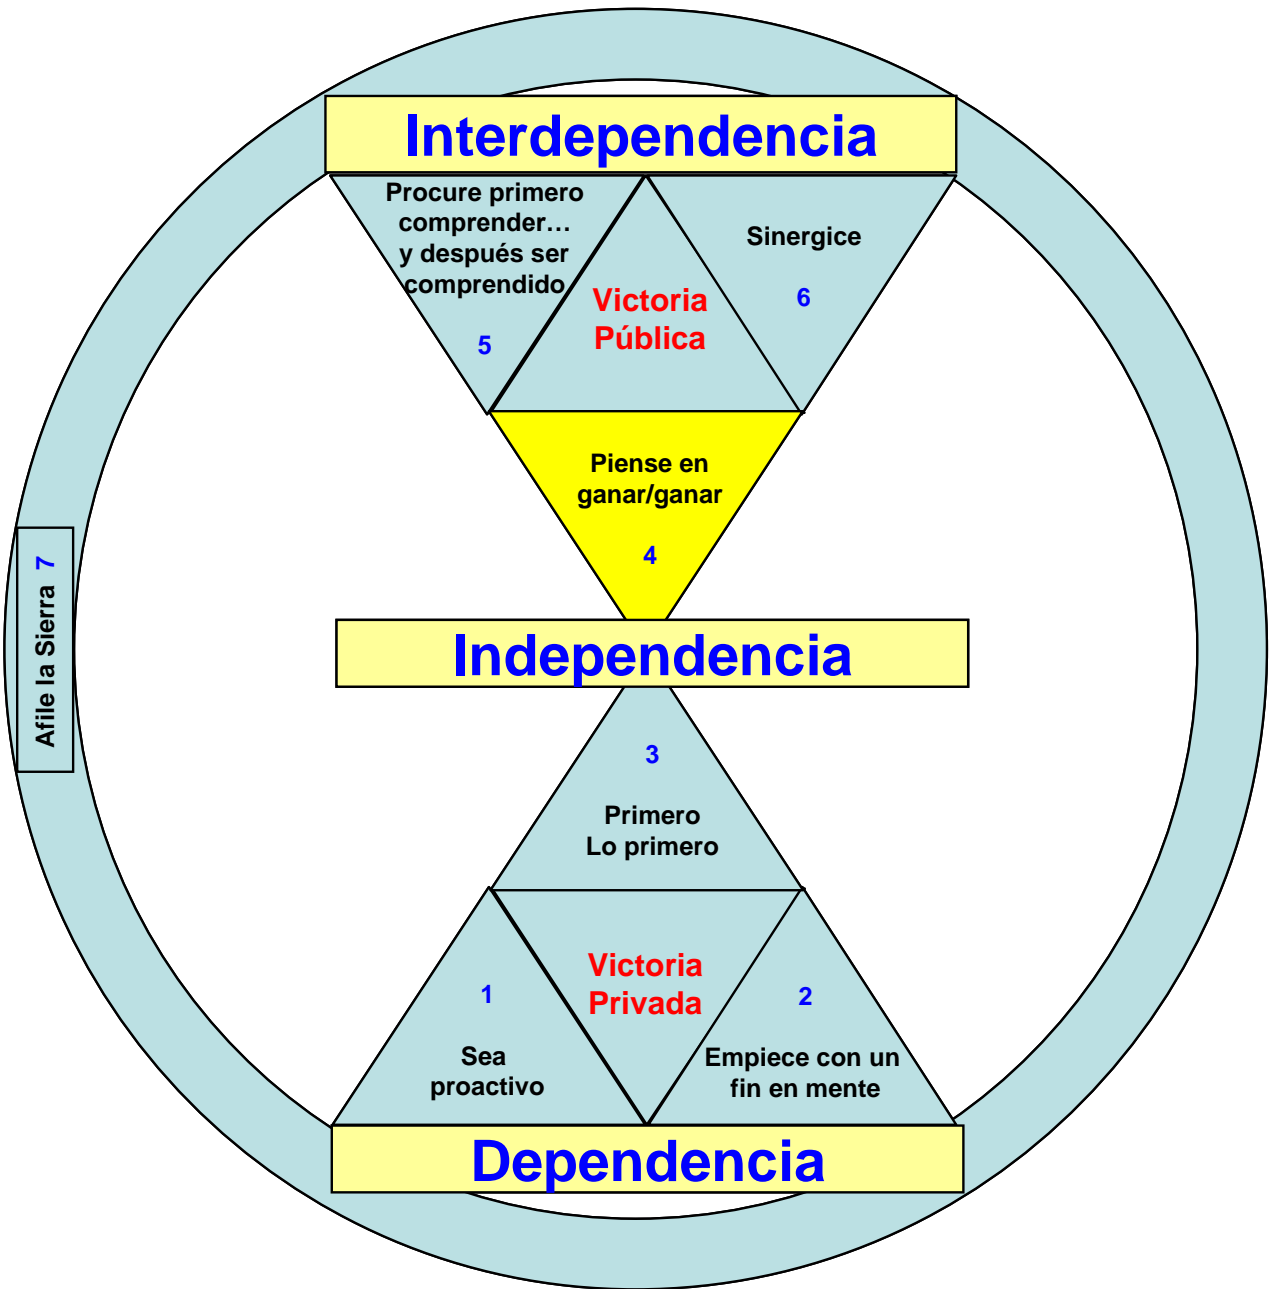 Interdependencia
Procure primero
comprender…
y después ser
comprendido
5
Victoria
Pública
Sinergice
6
Piense en
ganar/ganar
4
Afile la Sierra 7
Independencia
3
Primero
Lo primero
1
Sea
proactivo
Victoria
Privada
2
Empiece con un
fin en mente
Dependencia